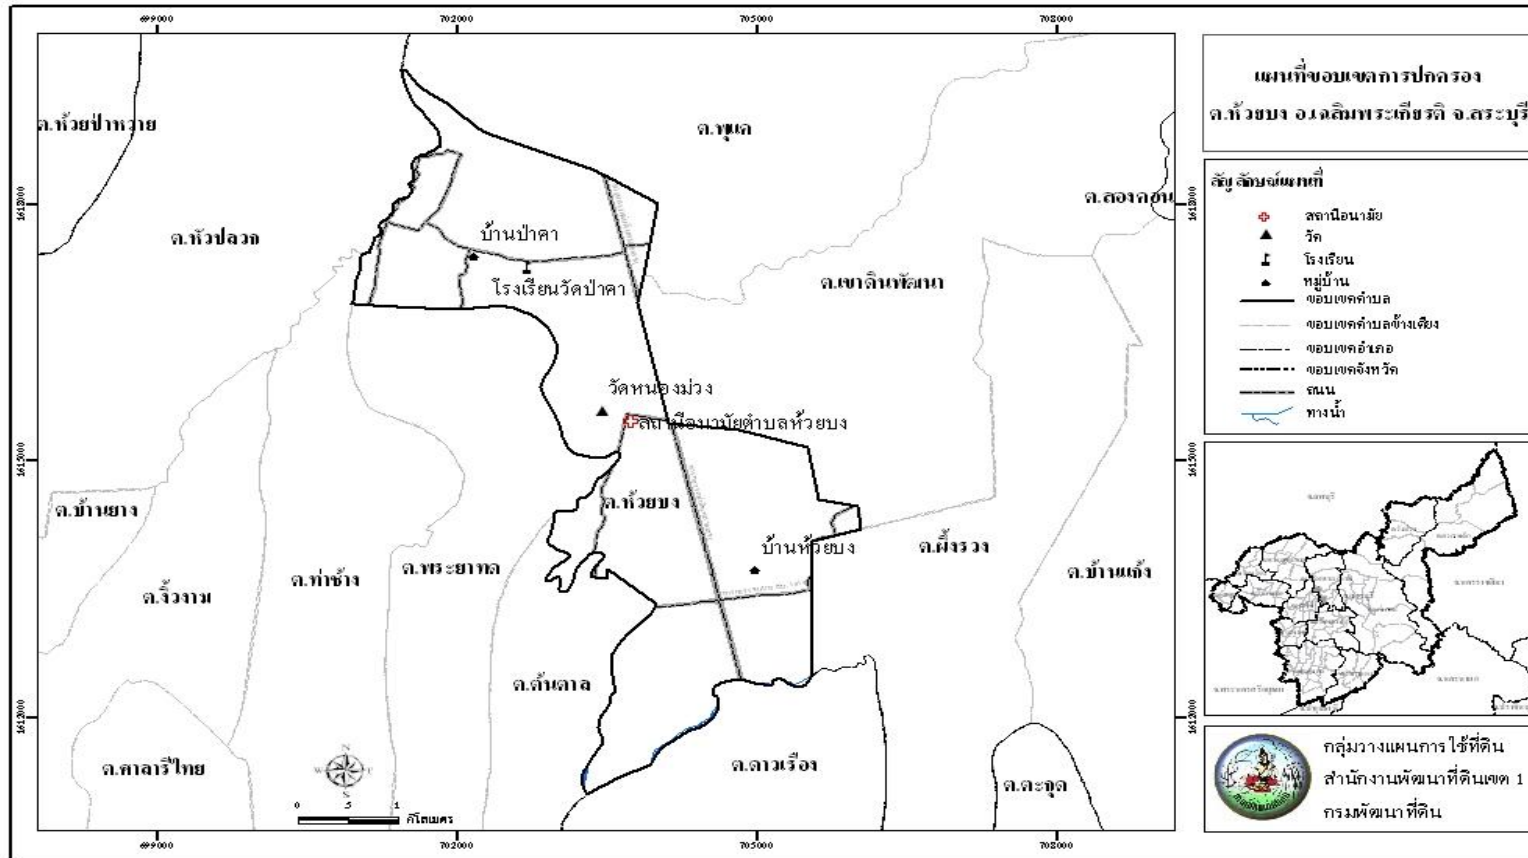 699000 702000 705000 708000
แผนที่ขอบเขตการปกครอง
ต.ห้วยบง อ.เฉลิมพระเกียรติ จ.สระบุรี
ต.ห้วยป่าหวาย
ต.พุแค
ต.สองคอน
ต.หัวปลวก
บ้านป่าคา
โรงเรียนวัดป่าคา
ต.เขาดินพัฒนา
วัดหนองม่วง
สถานีอนามัยตำบลห้วยบง
ต.บ้านยาง
ต.ห้วยบง
บ้านห้วยบง
ต.ผึ้งรวง
ต.งิ้วงาม
ต.ท่าช้าง
ต.พระยาทด
ต.บ้านแก้ง
ต.ต้นตาล
ต.ศาลารีไทย
ต.ดาวเรือง
ต.ตะกุด
N
W
S
0 .5 1 กิโลเมตร
699000 702000 705000 708000
1618000
1615000
1612000
1618000
1615000
1612000
สัญลักษณ์แผนที่
สถานีอนามัย
วัด
โรงเรียน
หมู่บ้าน
ขอบเขตตำบล
ขอบเขตตำบลข้างเคียง
ขอบเขตอำเภอ
ขอบเขตจังหวัด
ถนน
ทางน้ำ
กลุ่มวางแผนการใช้ที่ดิน
สำนักงานพัฒนาที่ดินเขต 1
กรมพัฒนาที่ดิน